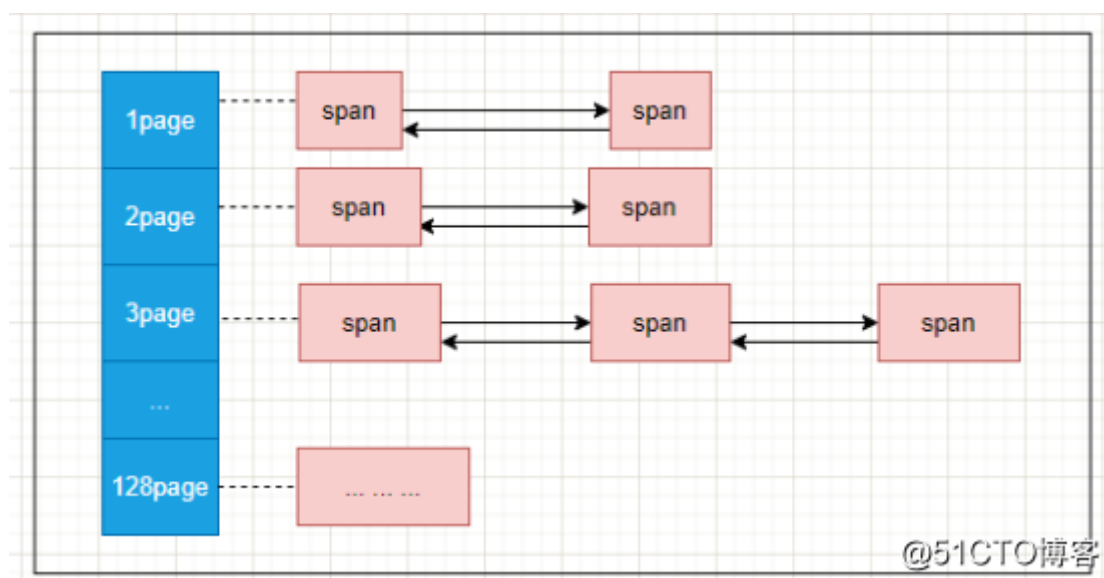 1page
span
span
2page
span
span
3page
span
span
span
...
128page
... ... ...
@51CTO博客